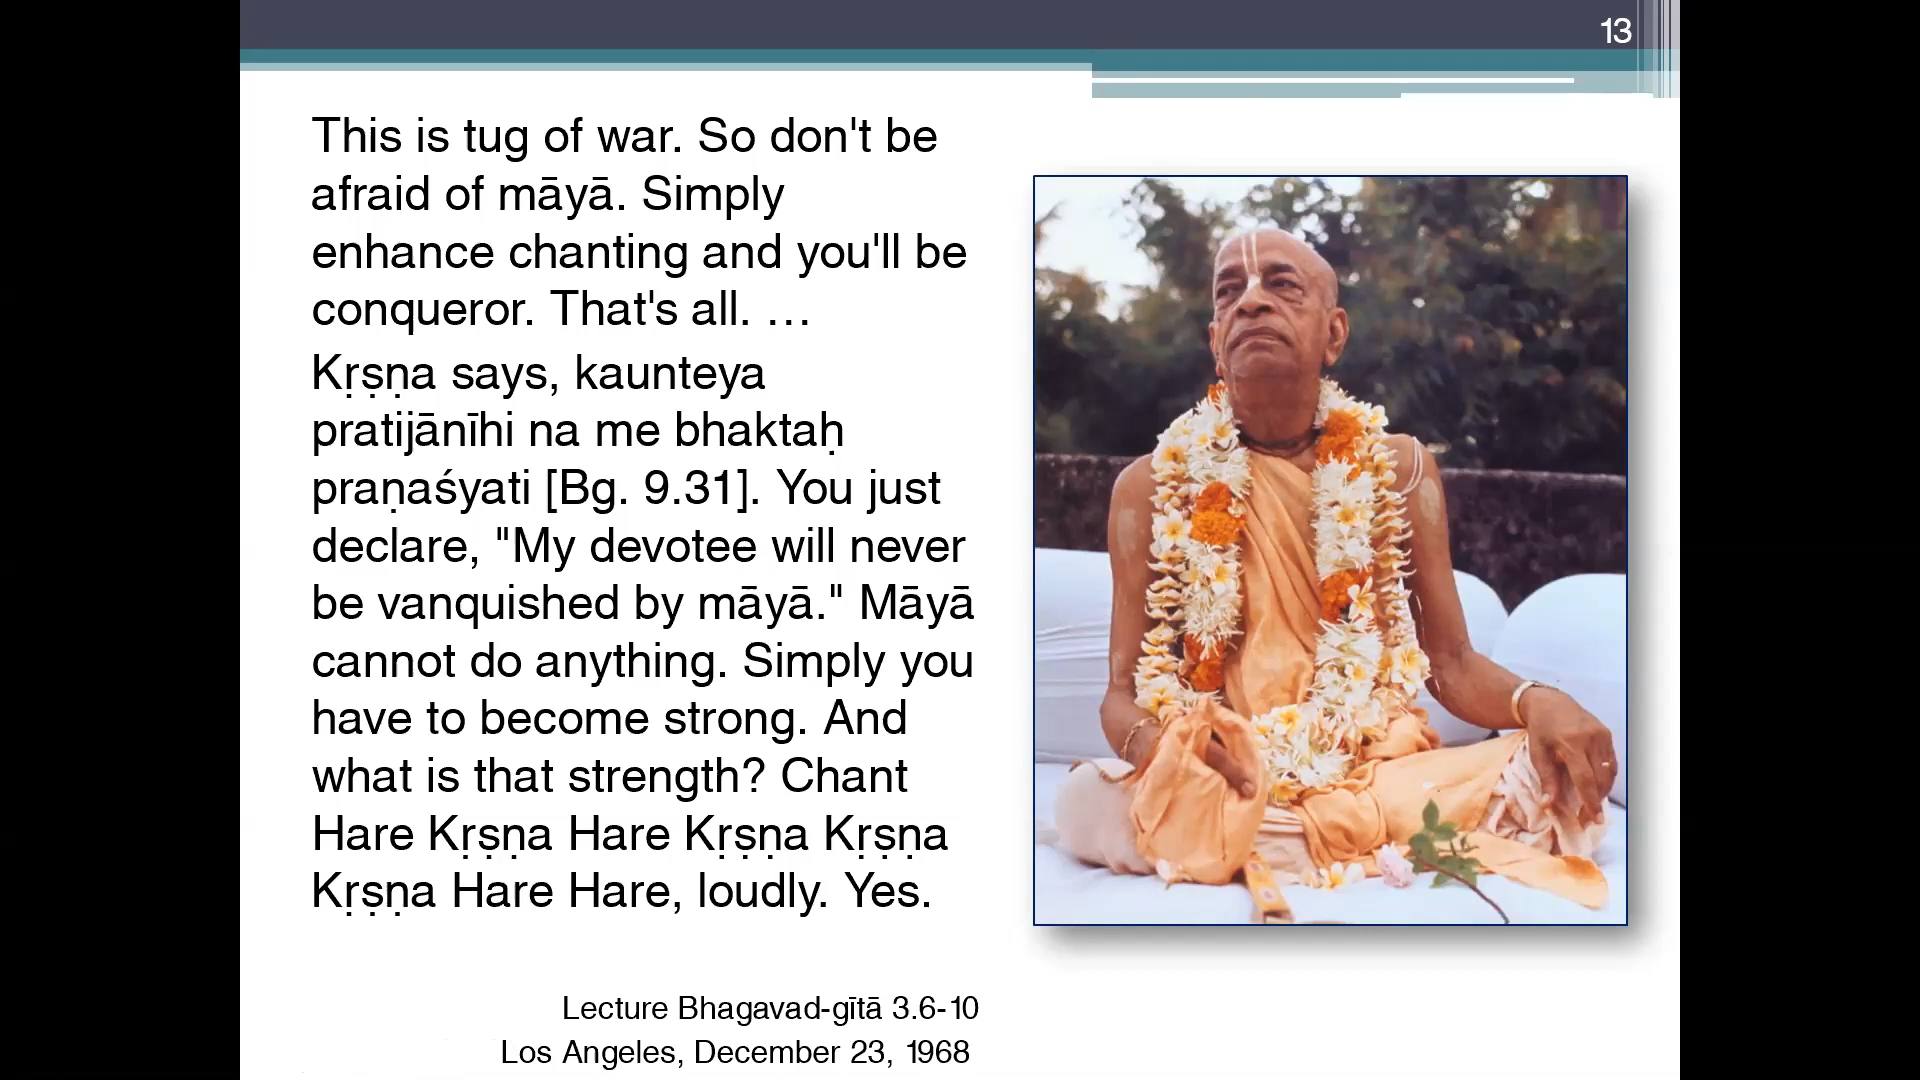 13
This is tug of war. So don't be
afraid of māyā. Simply
enhance chanting and you'll be
conqueror. That's all. …
Kṛṣṇa says, kaunteya
pratijānīhi na me bhaktaḥ
praṇaśyati [Bg. 9.31]. You just
declare, "My devotee will never
be vanquished by māyā." Māyā
cannot do anything. Simply you
have to become strong. And
what is that strength? Chant
Hare Kṛṣṇa Hare Kṛṣṇa Kṛṣṇa
Kṛṣṇa Hare Hare, loudly. Yes.
Lecture Bhagavad-gītā 3.6-10
Los Angeles, December 23, 1968